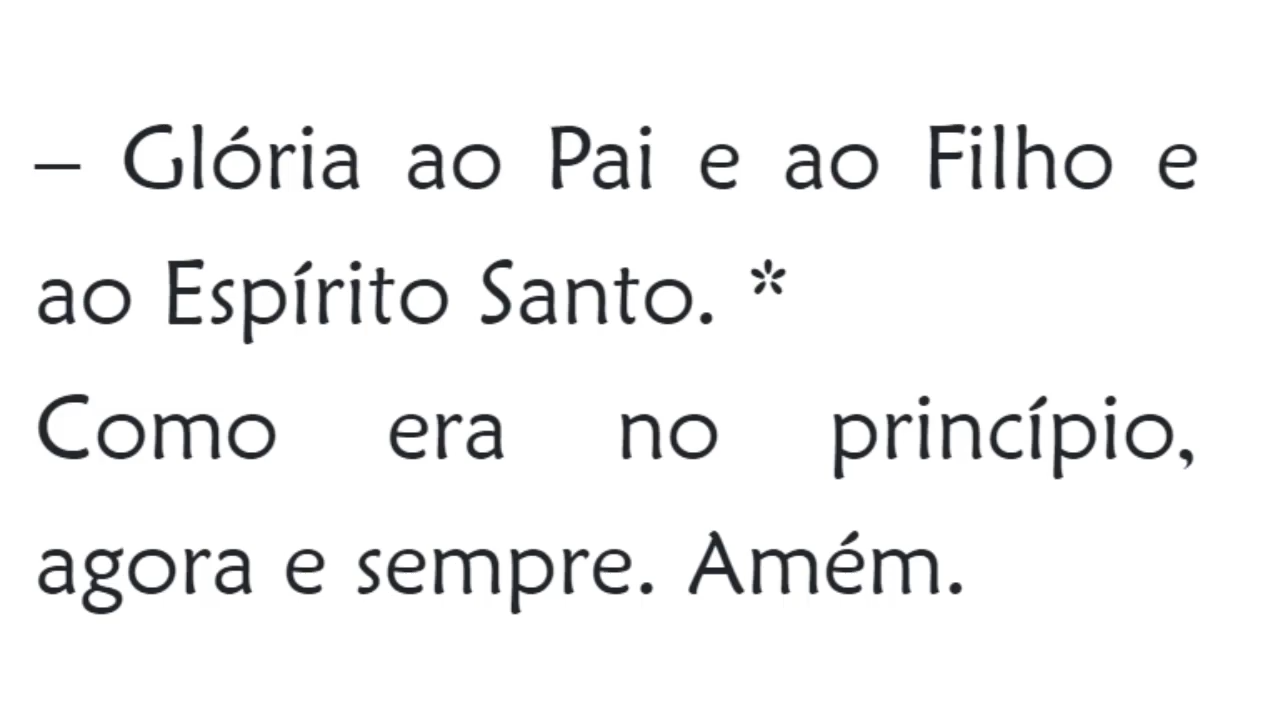 – Glória ao Pai e ao Filho e
ao Espírito Santo. *
Como era no princípio,
agora e sempre. Amém.